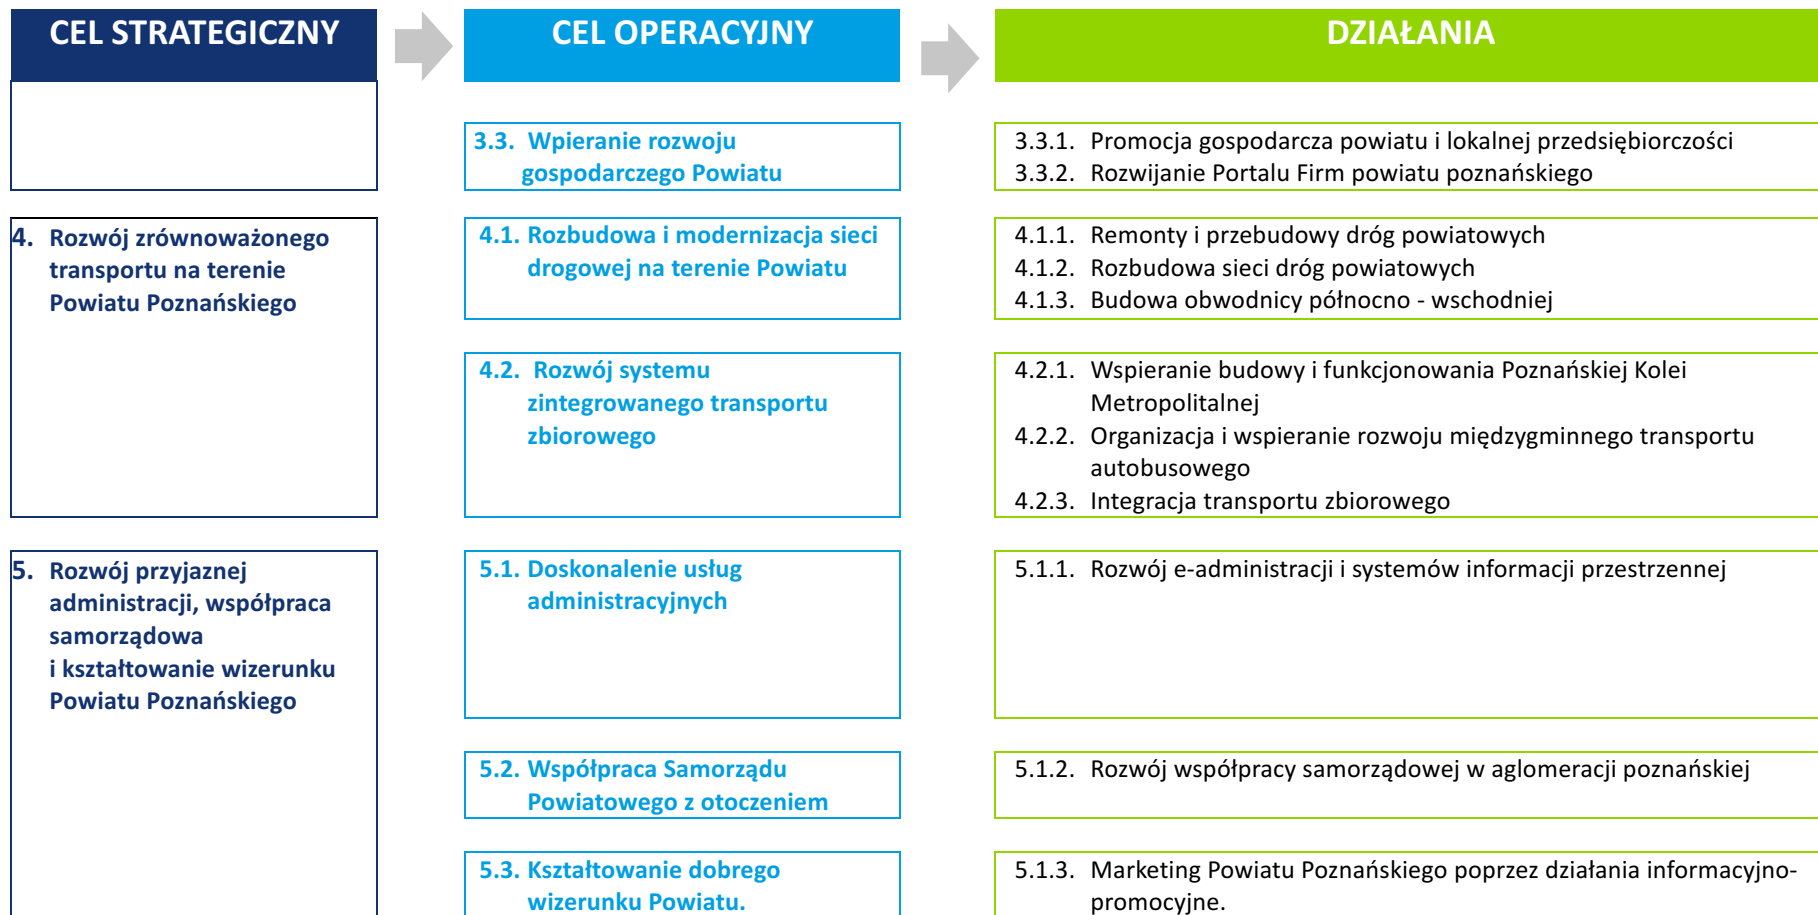 CEL STRATEGICZNY
CEL OPERACYJNY
DZIAŁANIA
3.3. Wpieranie rozwoju
gospodarczego Powiatu
3.3.1. Promocja gospodarcza powiatu i lokalnej przedsiębiorczości
3.3.2. Rozwijanie Portalu Firm powiatu poznańskiego
4. Rozwój zrównoważonego
transportu na terenie
Powiatu Poznańskiego
4.1. Rozbudowa i modernizacja sieci
drogowej na terenie Powiatu
4.1.1. Remonty i przebudowy dróg powiatowych
4.1.2. Rozbudowa sieci dróg powiatowych
4.1.3. Budowa obwodnicy północno - wschodniej
4.2. Rozwój systemu
zintegrowanego transportu
zbiorowego
4.2.1. Wspieranie budowy i funkcjonowania Poznańskiej Kolei
Metropolitalnej
4.2.2. Organizacja i wspieranie rozwoju międzygminnego transportu
autobusowego
4.2.3. Integracja transportu zbiorowego
5. Rozwój przyjaznej
administracji, współpraca
samorządowa
i kształtowanie wizerunku
Powiatu Poznańskiego
5.1. Doskonalenie usług
administracyjnych
5.1.1. Rozwój e-administracji i systemów informacji przestrzennej
5.2. Współpraca Samorządu
Powiatowego z otoczeniem
5.1.2. Rozwój współpracy samorządowej w aglomeracji poznańskiej
5.3. Kształtowanie dobrego
wizerunku Powiatu.
5.1.3. Marketing Powiatu Poznańskiego poprzez działania informacyjno-
promocyjne.